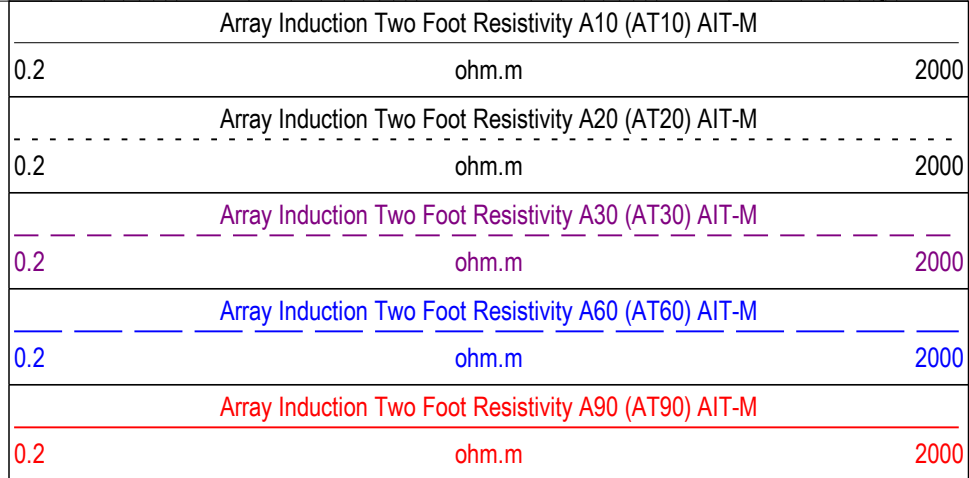 Array Induction Two Foot Resistivity A10 (AT10) AIT-M
0.2 ohm.m 2000
Array Induction Two Foot Resistivity A20 (AT20) AIT-M
0.2 ohm.m 2000
Array Induction Two Foot Resistivity A30 (AT30) AIT-M
0.2 ohm.m 2000
Array Induction Two Foot Resistivity A60 (AT60) AIT-M
0.2 ohm.m 2000
Array Induction Two Foot Resistivity A90 (AT90) AIT-M
0.2 ohm.m 2000